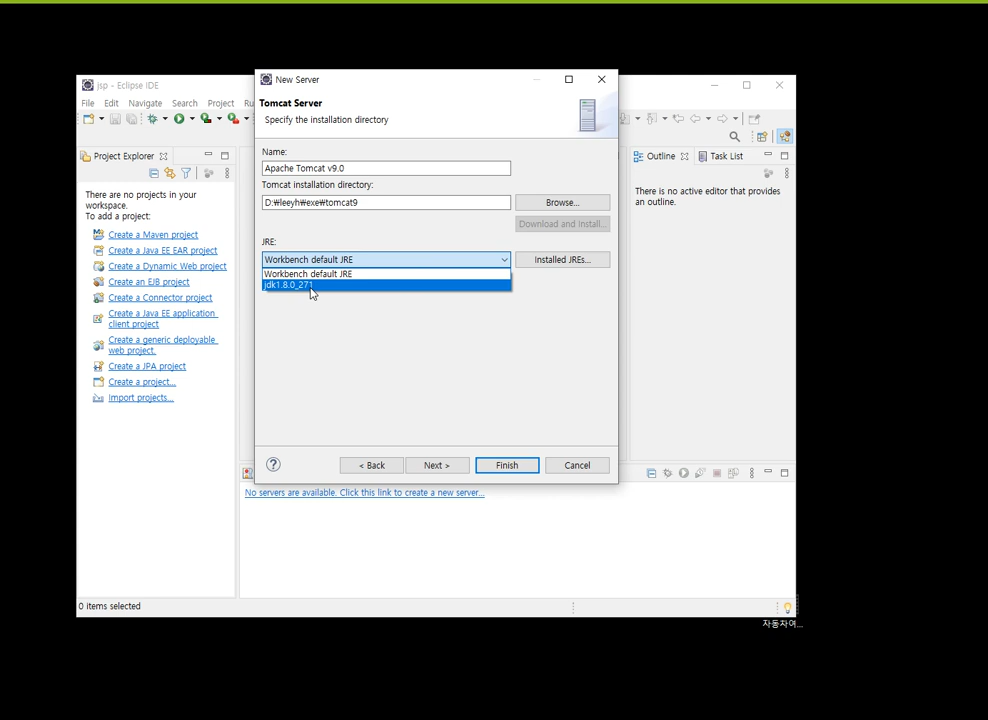 jsp - Eclipse IDE
File Edit Navigate Search Project
New Server
Tomcat Server
Specify the installation directory
Name:
Apache Tomcat v9.0
Tomcat installation directory:
D:₩leeyh₩exe₩tomcat9
Browse...
Download and Install...
JRE:
Workbench default JRE
Installed JREs...
Workbench default JRE
jdk1.8.0_271
< Back
Next >
Finish
Cancel
Project Explorer
There are no projects in your
workspace.
To add a project:
Create a Maven project
Create a Java EE EAR project
Create a Dynamic Web project
Create an EJB project
Create a Connector project
Create a Java EE application
client project
Create a generic deployable
web project.
Create a JPA project
Create a project...
Import projects...
Outline
Task List
There is no active editor that provides
an outline.
No servers are available. Click this link to create a new server...
0 items selected
자동차여...